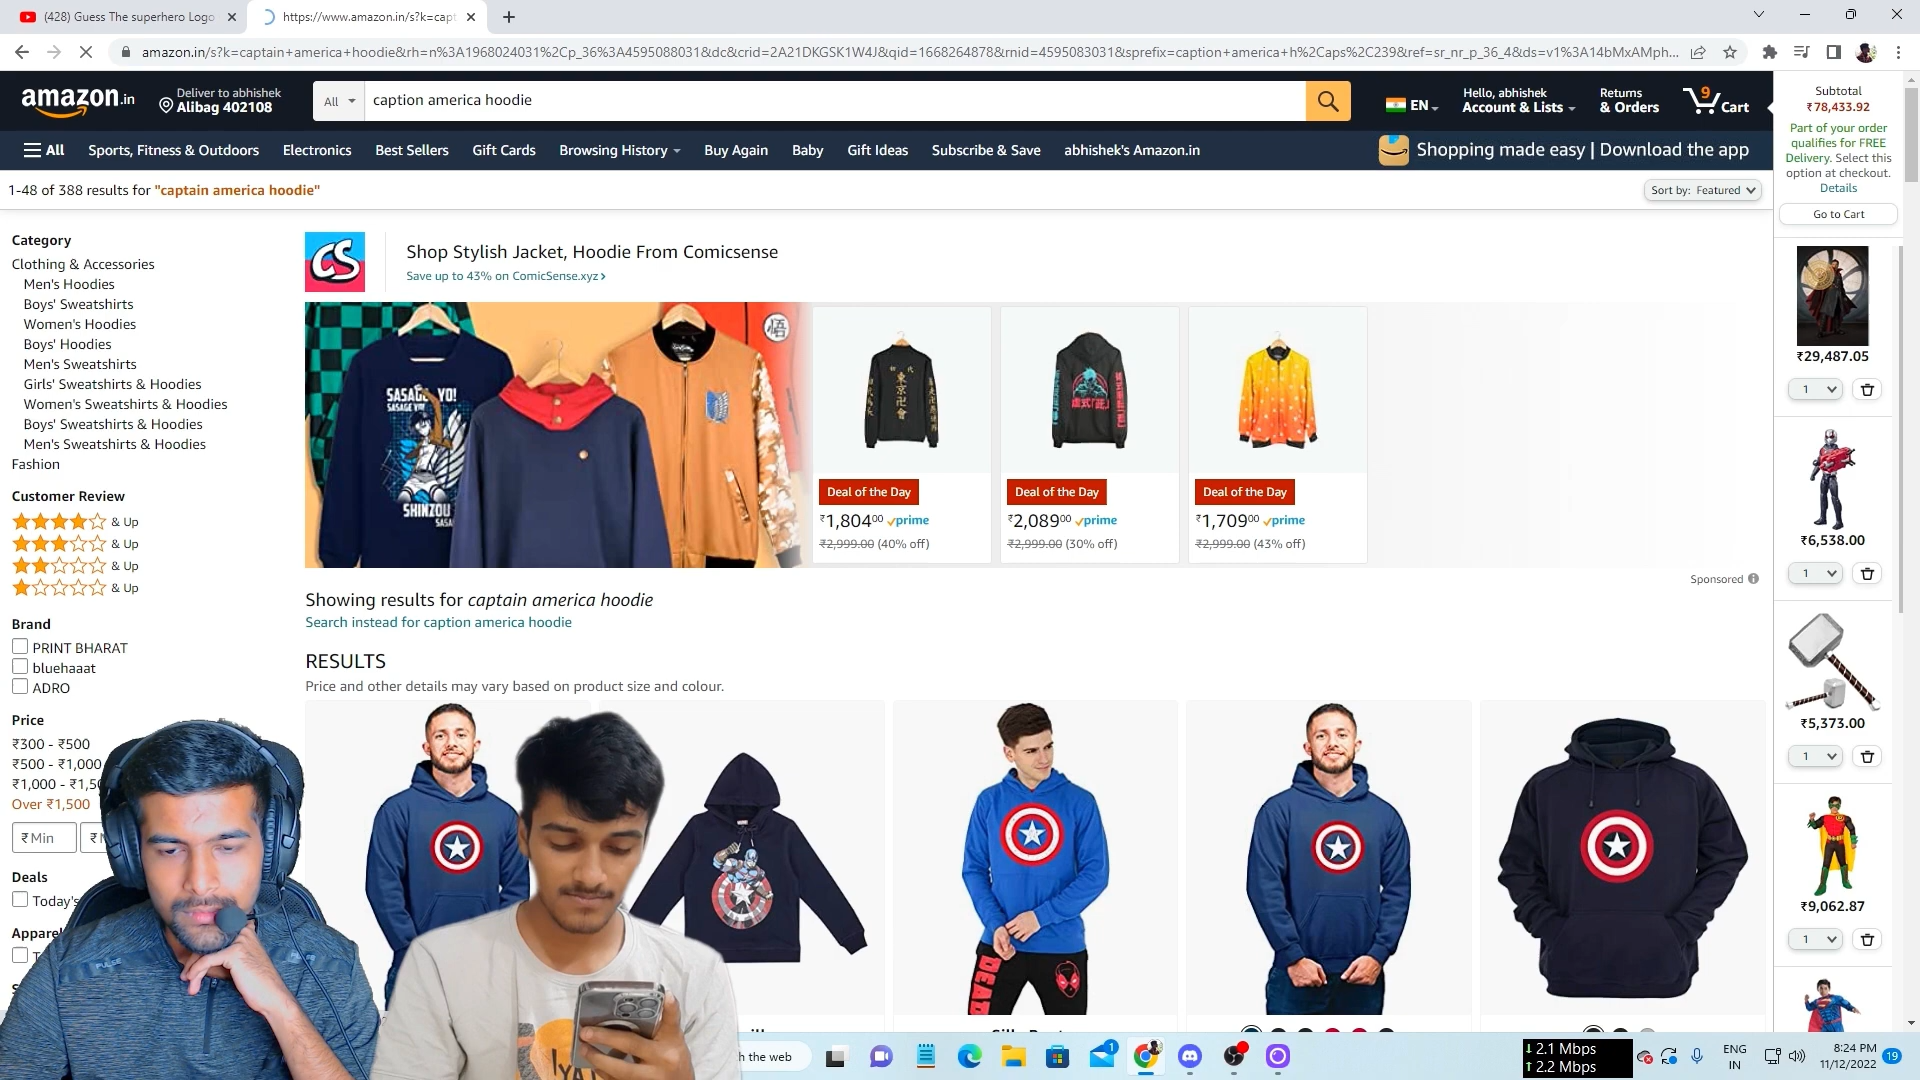 (428) Guess The superhero Logo
https://www.amazon.in/s?k=capt
amazon.in/s?k=captain+america+hoodie&rh=n%3A1968024031%2Cp_36%3A4595088031&dc&crid=2A21DKGSK1W4J&qid=1668264878&rnid=4595083031&sprefix=caption+america+h%2Caps%2C239&ref=sr_nr_p_36_4&ds=v1%3A14bMxAMph...
amazon.in
Deliver to abhishek
Alibag 402108
All
caption america hoodie
EN
Hello, abhishek
Account & Lists
Returns
& Orders
9
Cart
All
Sports, Fitness & Outdoors
Electronics
Best Sellers
Gift Cards
Browsing History
Buy Again
Baby
Gift Ideas
Subscribe & Save
abhishek's Amazon.in
Shopping made easy | Download the app
1-48 of 388 results for "captain america hoodie"
Sort by: Featured
Category
Clothing & Accessories
Men's Hoodies
Boys' Sweatshirts
Women's Hoodies
Boys' Hoodies
Men's Sweatshirts
Girls' Sweatshirts & Hoodies
Women's Sweatshirts & Hoodies
Boys' Sweatshirts & Hoodies
Men's Sweatshirts & Hoodies
Fashion
Customer Review
& Up
& Up
& Up
& Up
Brand
PRINT BHARAT
bluehaaat
ADRO
Price
₹300 - ₹500
₹500 - ₹1,000
₹1,000 - ₹1,50
Over ₹1,500
₹ Min
₹
Deals
Today's
Apparel
CS
Shop Stylish Jacket, Hoodie From Comicsense
Save up to 43% on ComicSense.xyz ›
SASAGEYO!
SASAGEYO
SHINZOU
SASA
悟
Deal of the Day
₹1,804⁰⁰ prime
₹2,999.00 (40% off)
Deal of the Day
₹2,089⁰⁰ prime
₹2,999.00 (30% off)
Deal of the Day
₹1,709⁰⁰ prime
₹2,999.00 (43% off)
Sponsored
Showing results for captain america hoodie
Search instead for caption america hoodie
RESULTS
Price and other details may vary based on product size and colour.
DEAD
PULSE
Subtotal
₹78,433.92
Part of your order
qualifies for FREE
Delivery. Select this
option at checkout.
Details
Go to Cart
₹29,487.05
1
₹6,538.00
1
₹5,373.00
1
₹9,062.87
1
h the web
1
↓ 2.1 Mbps
↑ 2.2 Mbps
ENG
IN
8:24 PM
11/12/2022
19